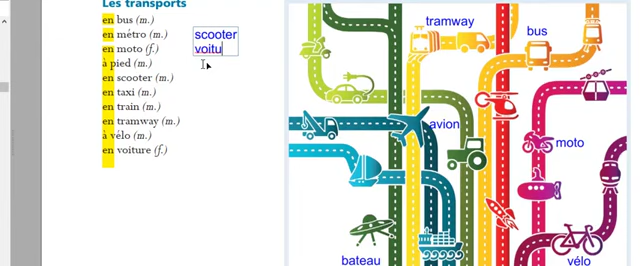 Les transports
en bus (m.)
en métro (m.)
en moto (f.)
à pied (m.)
en scooter (m.)
en taxi (m.)
en train (m.)
en tramway (m.)
à vélo (m.)
en voiture (f.)
scooter
voitu
tramway
bus
avion
moto
bateau
vélo